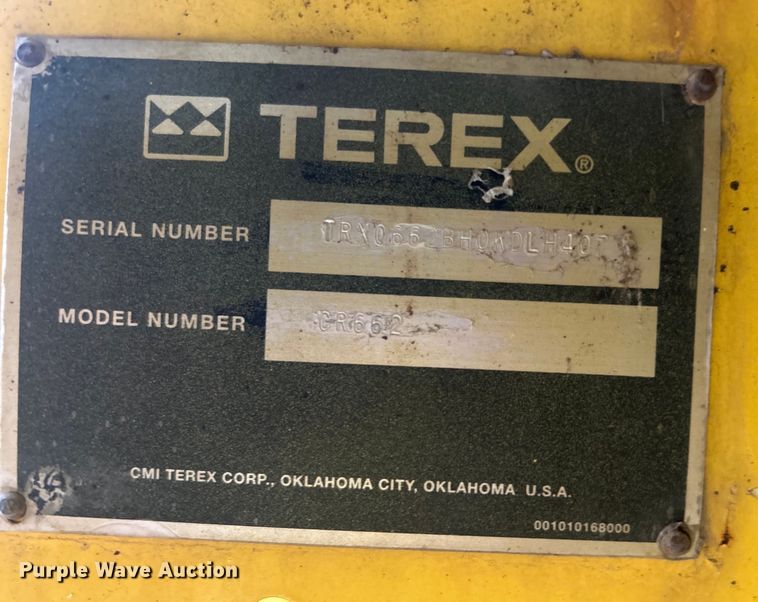 TEREX®
SERIAL NUMBER
MODEL NUMBER CR662
CMI TEREX CORP., OKLAHOMA CITY, OKLAHOMA U.S.A.
001010168000
Purple Wave Auction